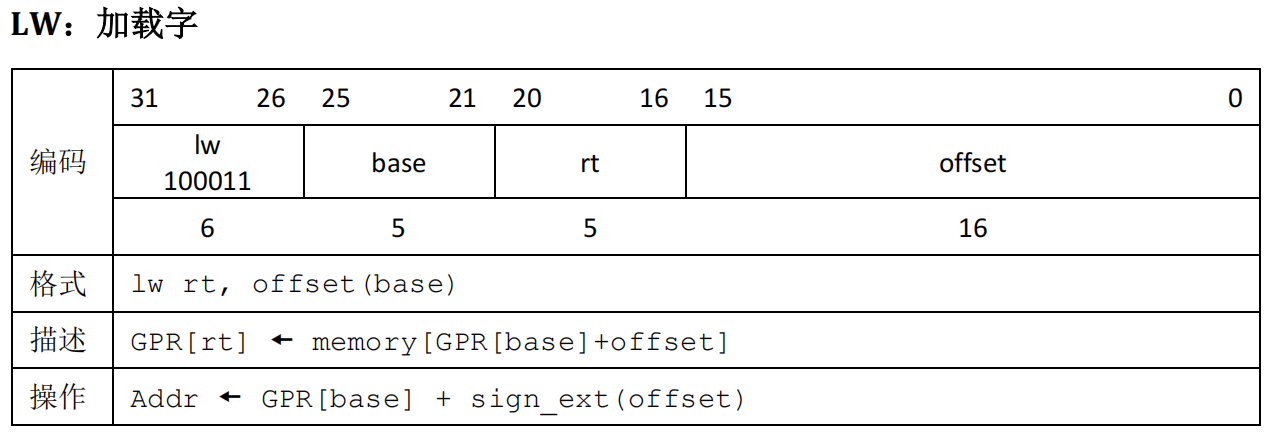 LW：加载字
31 26 25 21 20 16 15 0
编码
lw
100011
base rt offset
6 5 5 16
格式 lw rt, offset(base)
描述 GPR[rt] ← memory[GPR[base]+offset]
操作 Addr ← GPR[base] + sign_ext(offset)